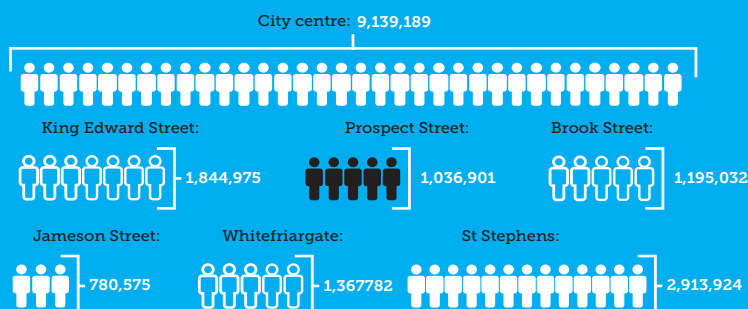 City centre: 9,139,189
King Edward Street:
1,844,975
Prospect Street:
1,036,901
Brook Street:
1,195,032
Jameson Street:
780,575
Whitefriargate:
1,367782
St Stephens:
2,913,924